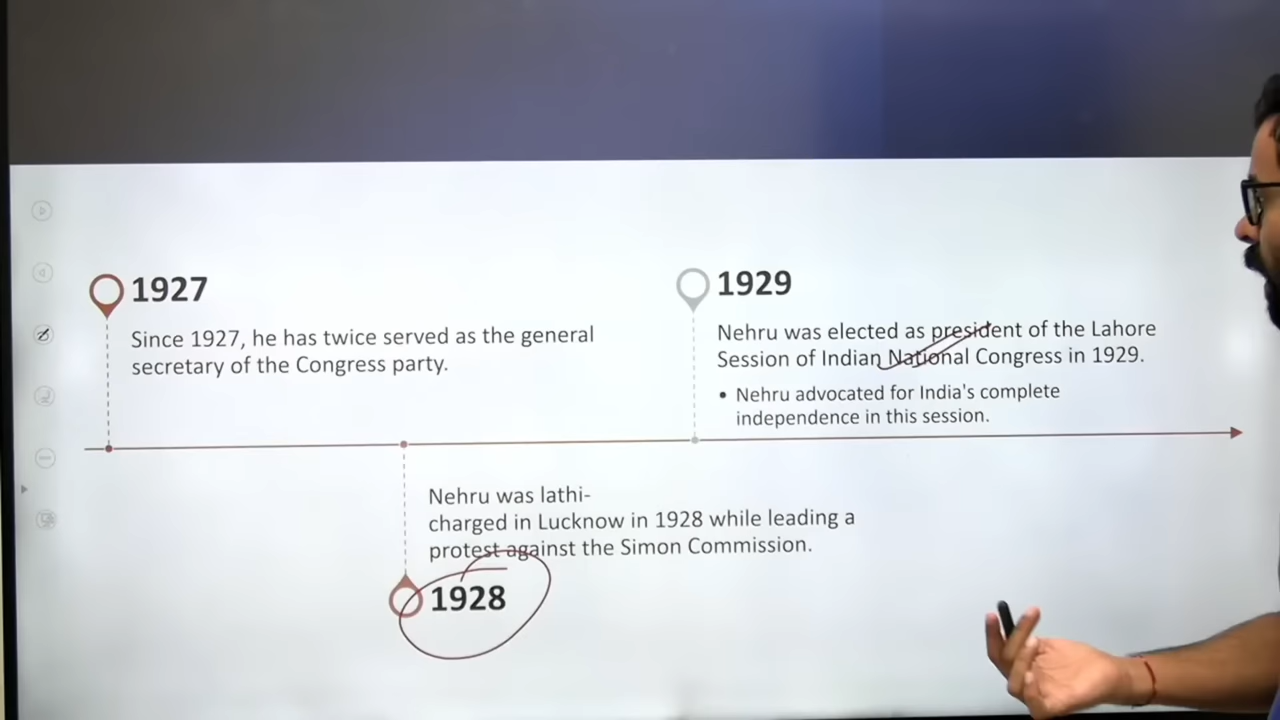 1927
Since 1927, he has twice served as the general
secretary of the Congress party.
1929
Nehru was elected as president of the Lahore
Session of Indian National Congress in 1929.
• Nehru advocated for India's complete
independence in this session.
Nehru was lathi-
charged in Lucknow in 1928 while leading a
protest against the Simon Commission.
1928